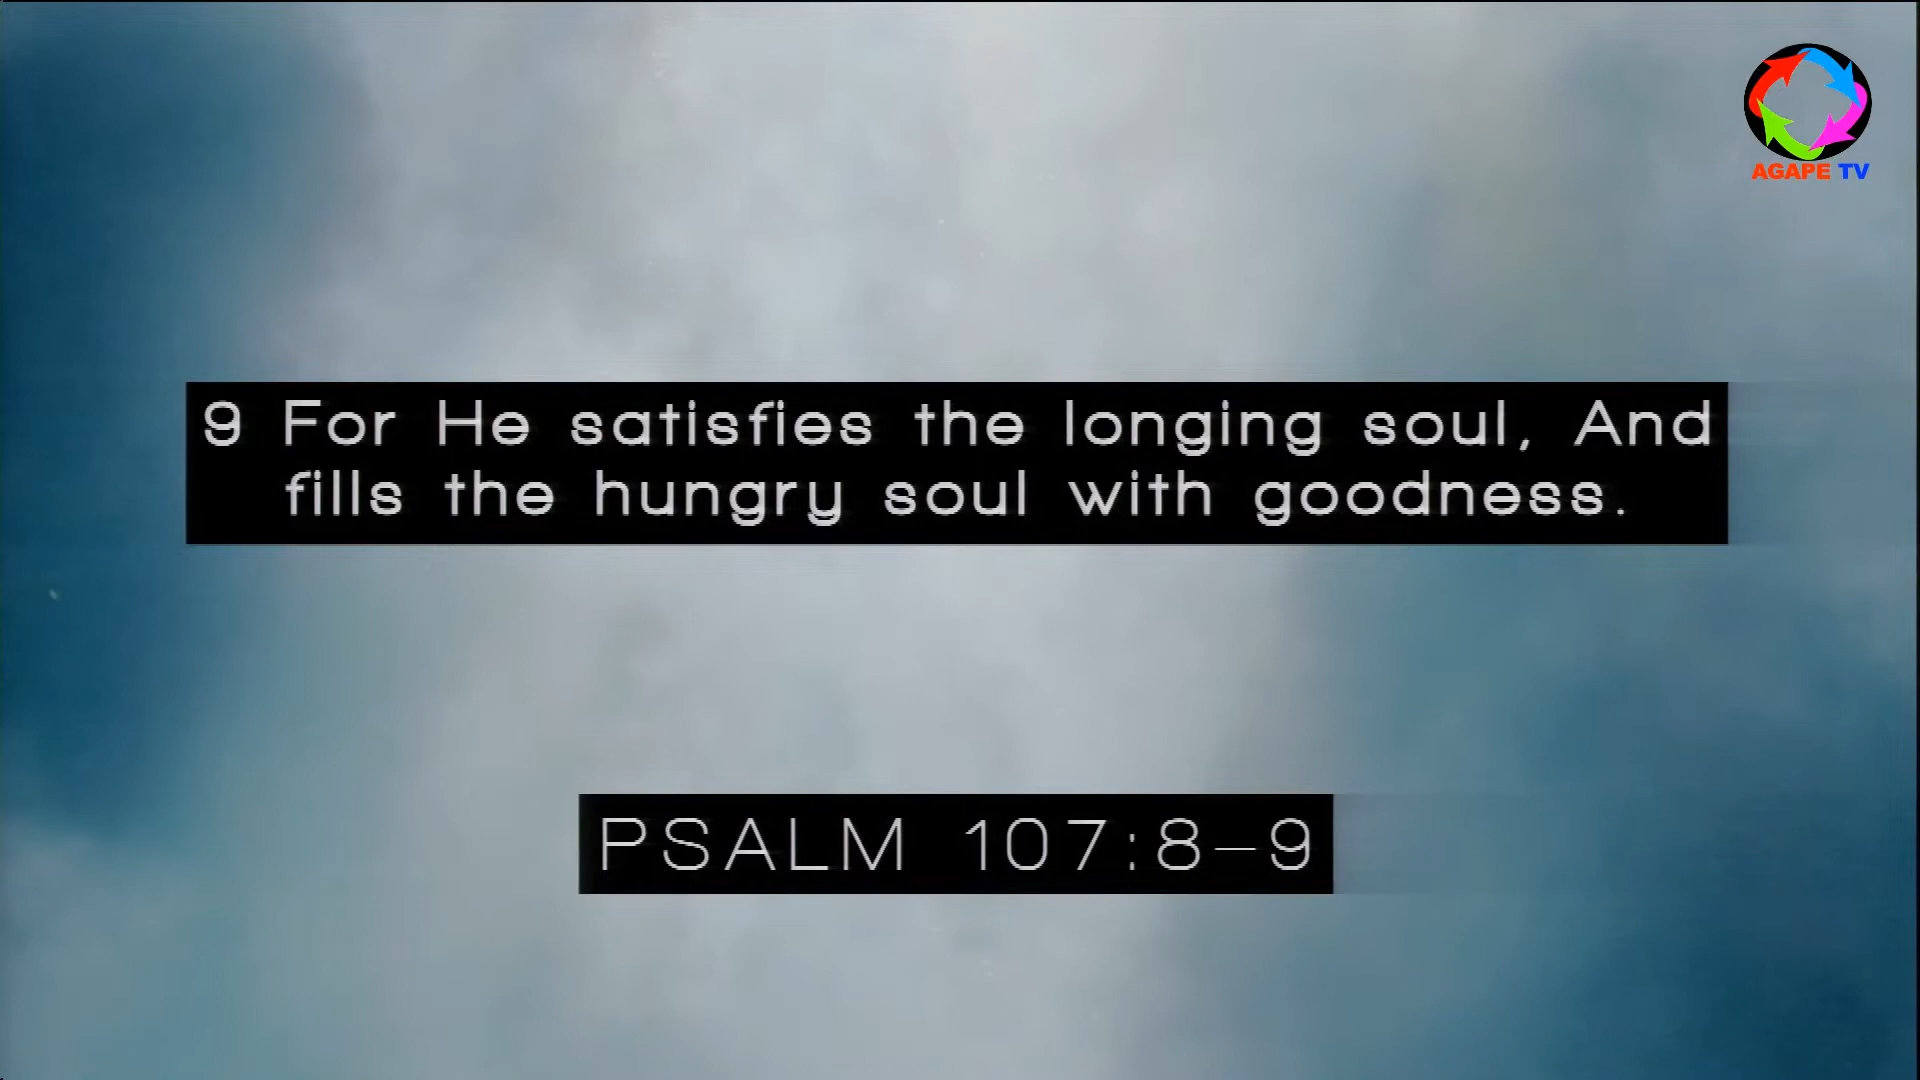 AGAPE TV
9 For He satisfies the longing soul, And
fills the hungry soul with goodness.
PSALM 107:8-9